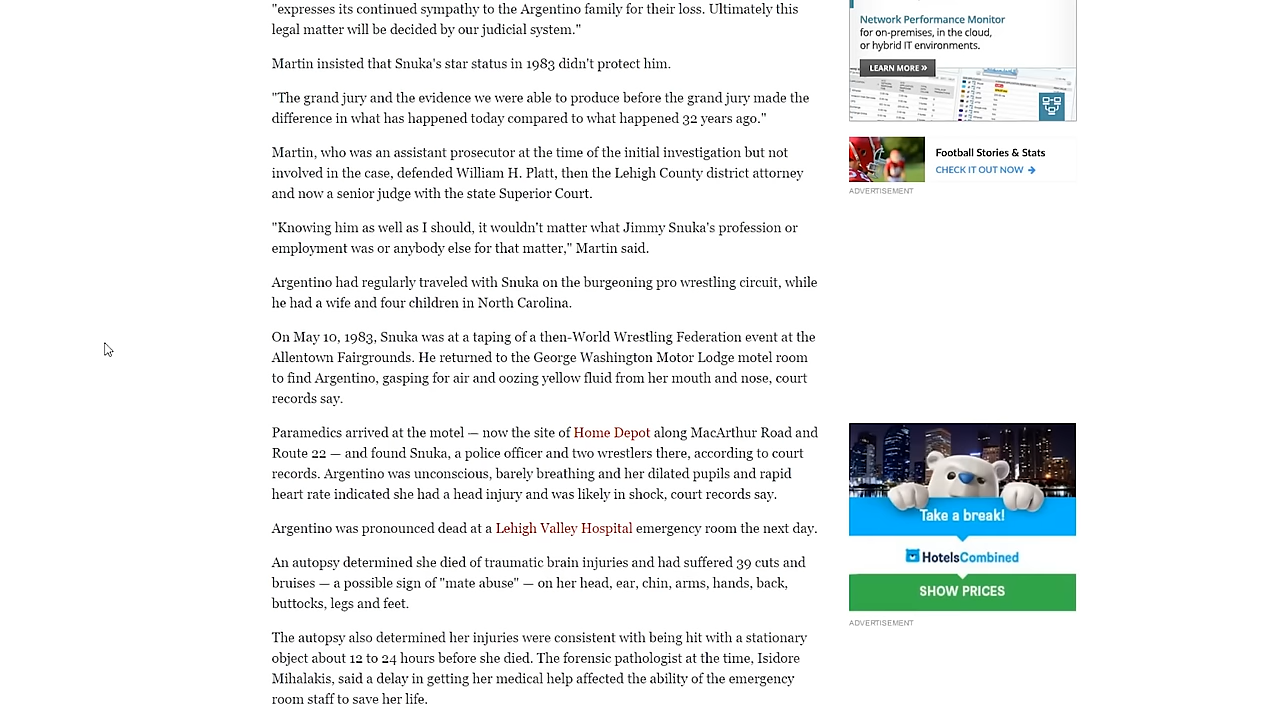 "expresses its continued sympathy to the Argentino family for their loss. Ultimately this
legal matter will be decided by our judicial system."
Martin insisted that Snuka's star status in 1983 didn't protect him.
"The grand jury and the evidence we were able to produce before the grand jury made the
difference in what has happened today compared to what happened 32 years ago."
Martin, who was an assistant prosecutor at the time of the initial investigation but not
involved in the case, defended William H. Platt, then the Lehigh County district attorney
and now a senior judge with the state Superior Court.
"Knowing him as well as I should, it wouldn't matter what Jimmy Snuka's profession or
employment was or anybody else for that matter," Martin said.
Argentino had regularly traveled with Snuka on the burgeoning pro wrestling circuit, while
he had a wife and four children in North Carolina.
On May 10, 1983, Snuka was at a taping of a then-World Wrestling Federation event at the
Allentown Fairgrounds. He returned to the George Washington Motor Lodge motel room
to find Argentino, gasping for air and oozing yellow fluid from her mouth and nose, court
records say.
Paramedics arrived at the motel — now the site of Home Depot along MacArthur Road and
Route 22 — and found Snuka, a police officer and two wrestlers there, according to court
records. Argentino was unconscious, barely breathing and her dilated pupils and rapid
heart rate indicated she had a head injury and was likely in shock, court records say.
Argentino was pronounced dead at a Lehigh Valley Hospital emergency room the next day.
An autopsy determined she died of traumatic brain injuries and had suffered 39 cuts and
bruises — a possible sign of "mate abuse" — on her head, ear, chin, arms, hands, back,
buttocks, legs and feet.
The autopsy also determined her injuries were consistent with being hit with a stationary
object about 12 to 24 hours before she died. The forensic pathologist at the time, Isidore
Mihalakis, said a delay in getting her medical help affected the ability of the emergency
room staff to save her life.
Network Performance Monitor
for on-premises, in the cloud,
or hybrid IT environments.
LEARN MORE »
Football Stories & Stats
CHECK IT OUT NOW →
ADVERTISEMENT
Take a break!
HotelsCombined
SHOW PRICES
ADVERTISEMENT